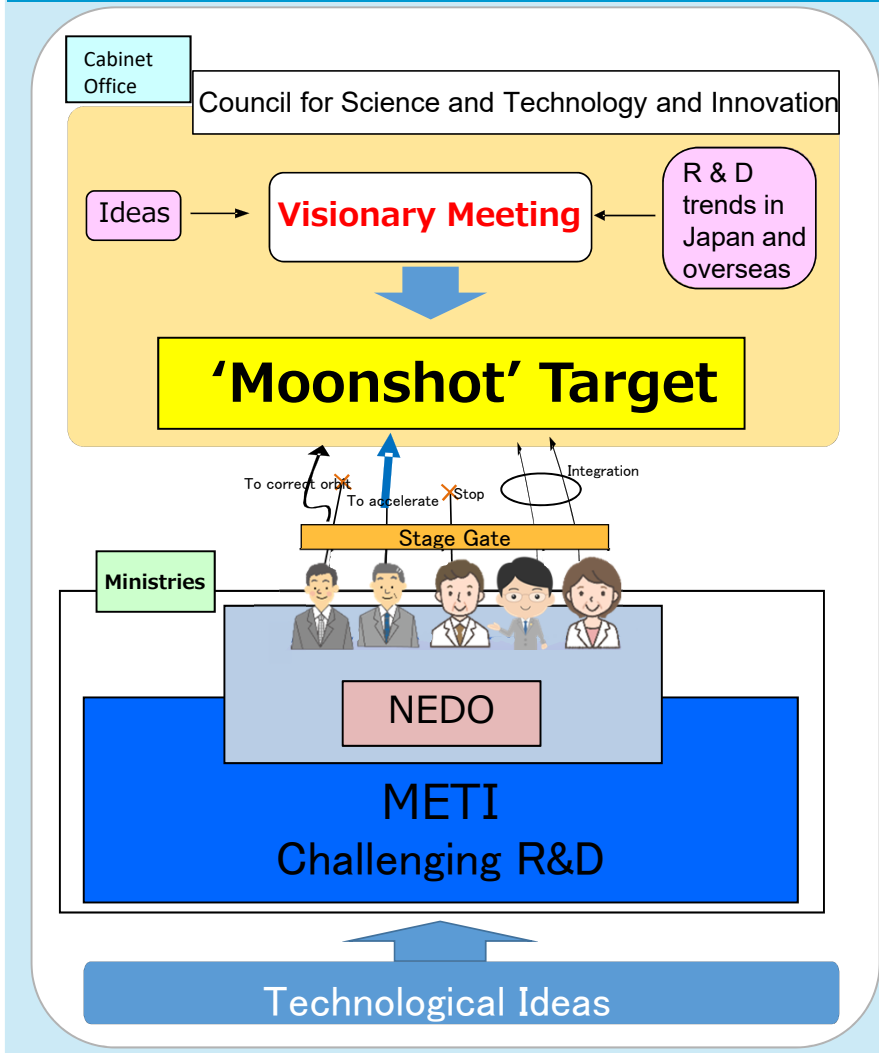 Cabinet
Office
Council for Science and Technology and Innovation
Ideas
Visionary Meeting
R & D
trends in
Japan and
overseas
‘Moonshot’ Target
To correct orbit
To accelerate
Stop
Integration
Stage Gate
Ministries
NEDO
METI
Challenging R&D
Technological Ideas